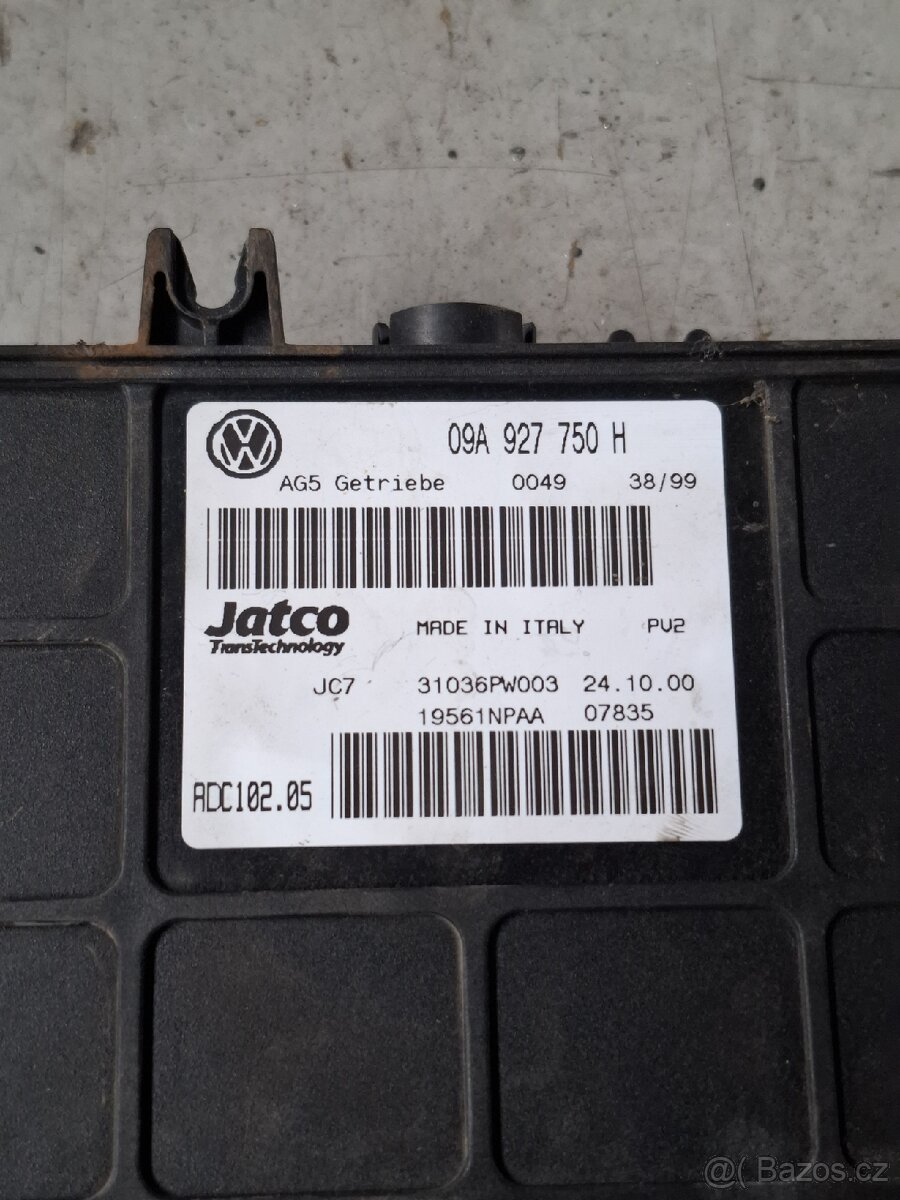 09A 927 750 H
AG5 Getriebe 0049 38/99
Jatco
TransTechnology
MADE IN ITALY PV2
JC7 31036PW003 24.10.00
19561NPAA 07835
ADC102.05
@( Bazos.cz